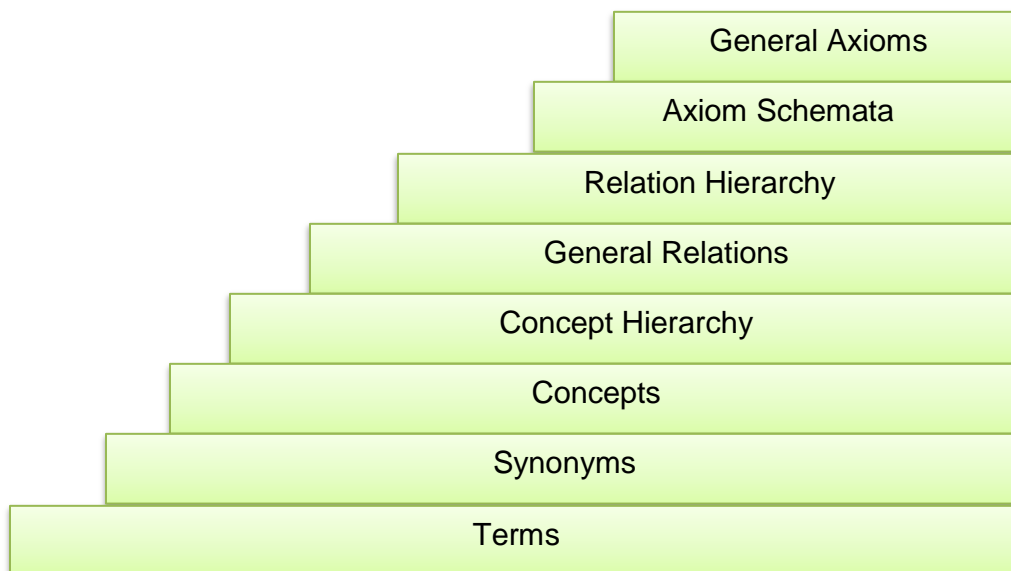 General Axioms
Axiom Schemata
Relation Hierarchy
General Relations
Concept Hierarchy
Concepts
Synonyms
Terms